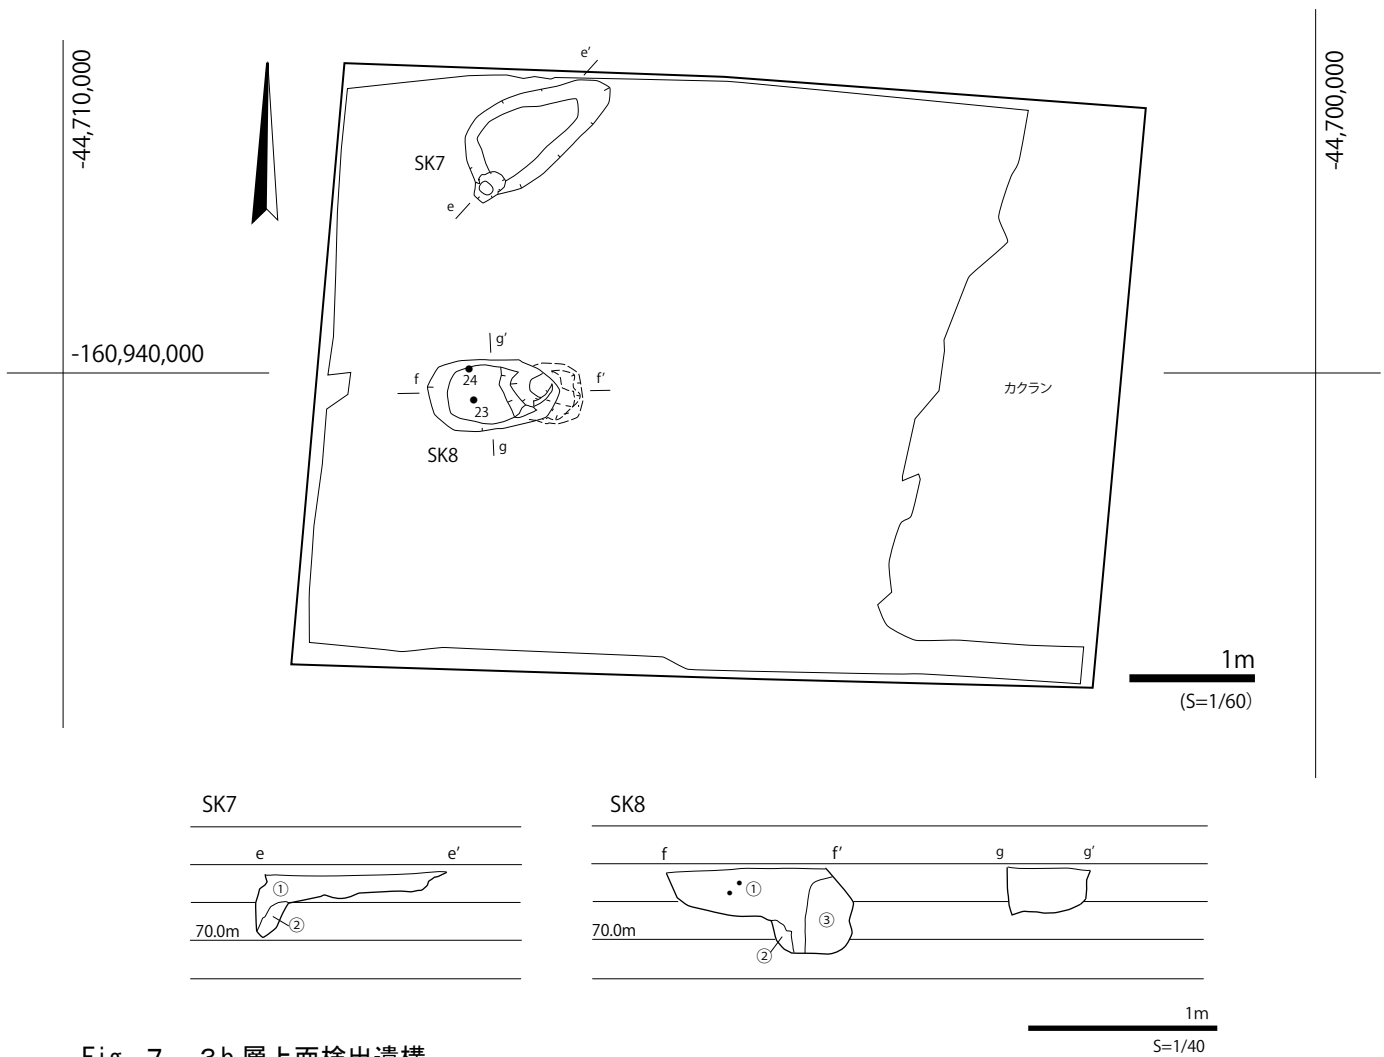 -44,710,000
-44,700,000
e’
SK7
e
-160,940,000
g’
f
24
f’
23
カクラン
g
SK8
1m
(S=1/60)
SK7
SK8
e
e’
f
f’
g
g’
①
①
②
③
70.0m
70.0m
②
1m
S=1/40
Fig. 7 3b層上面検出遺構